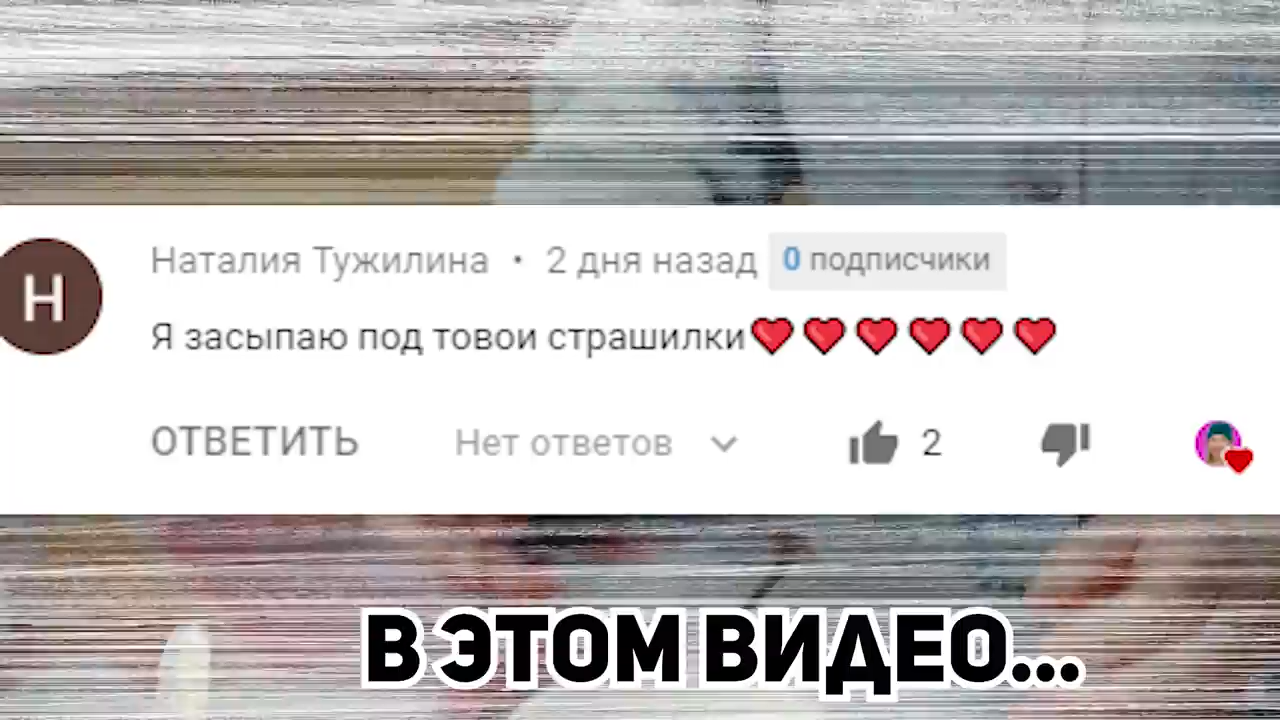 Н
Наталия Тужилина • 2 дня назад 0 подписчики
Я засыпаю под товои страшилки❤️❤️❤️❤️❤️❤️
ОТВЕТИТЬ Нет ответов 2
В ЭТОМ ВИДЕО...